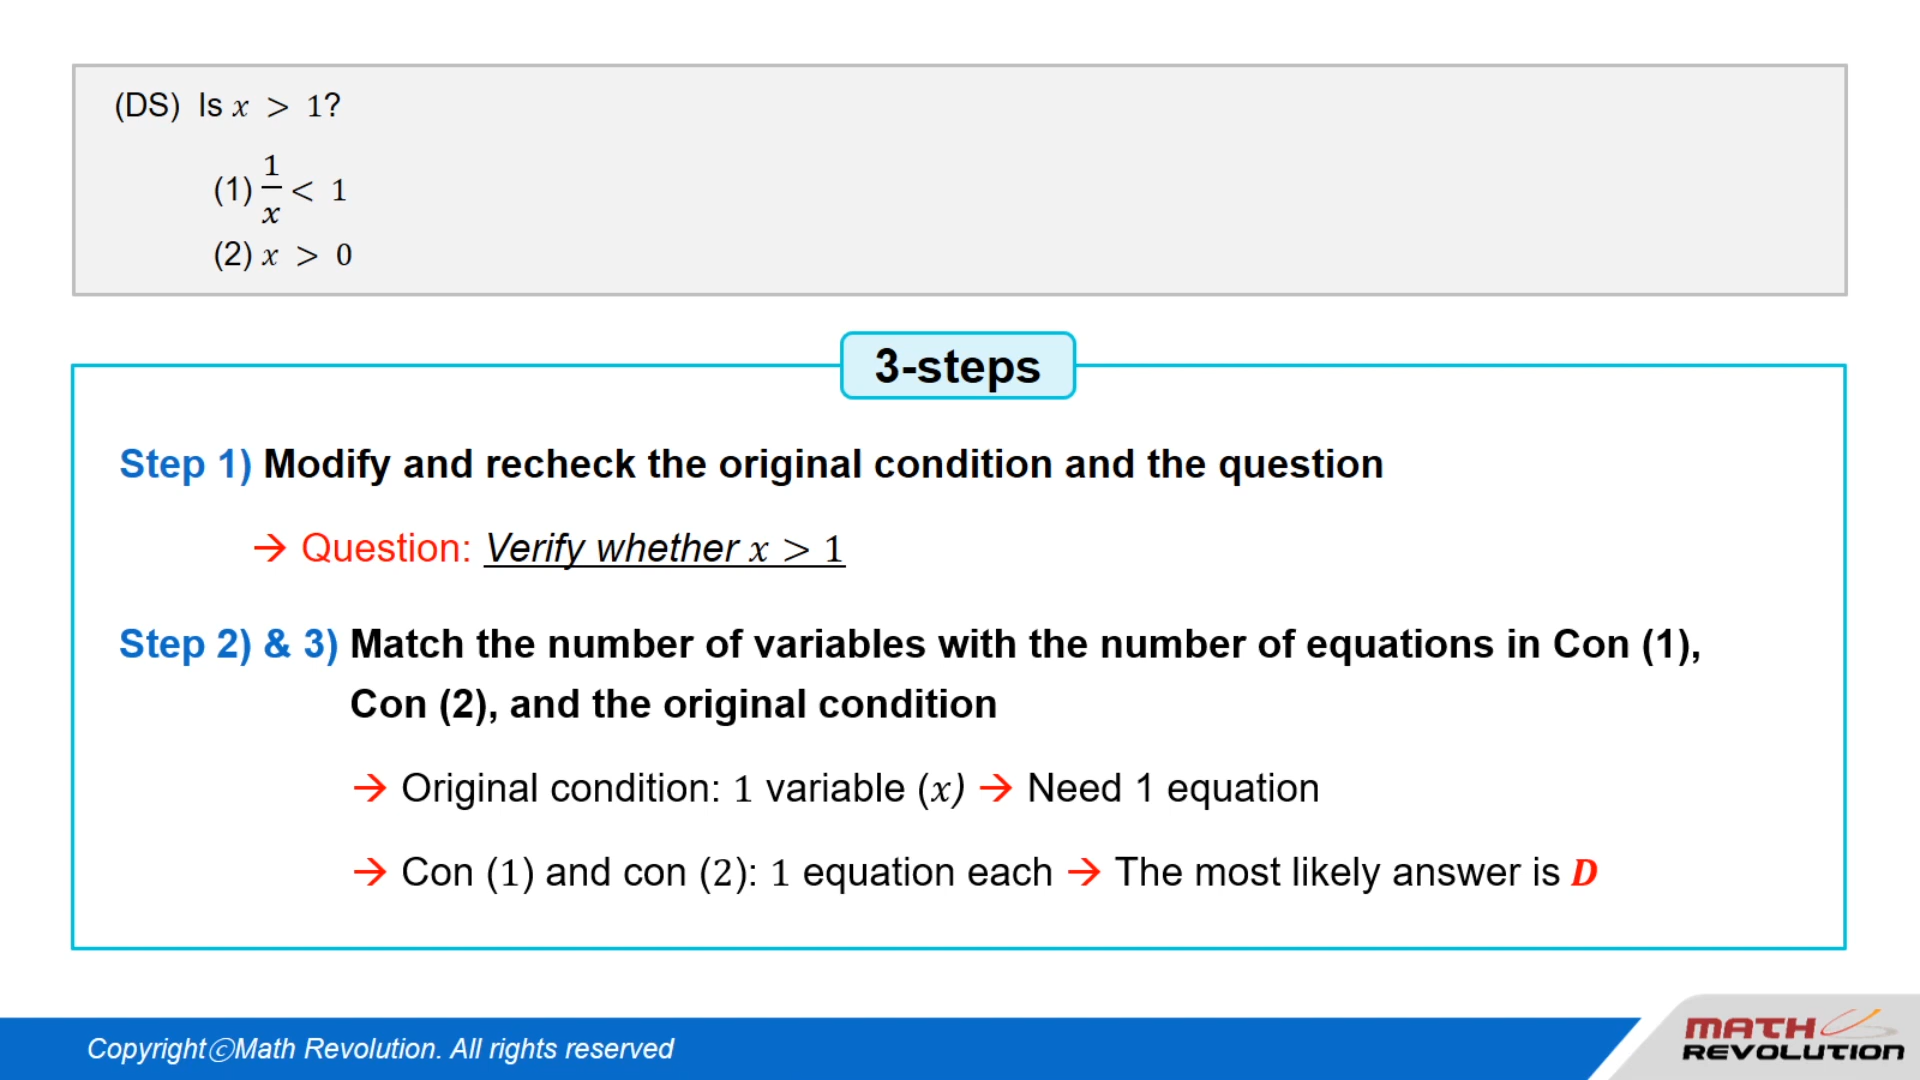 (DS) Is x > 1?
(1) 1/x < 1
(2) x > 0
3-steps
Step 1) Modify and recheck the original condition and the question
→ Question: Verify whether x > 1
Step 2) & 3) Match the number of variables with the number of equations in Con (1),
Con (2), and the original condition
→ Original condition: 1 variable (x) → Need 1 equation
→ Con (1) and con (2): 1 equation each → The most likely answer is D
CopyrightⓒMath Revolution. All rights reserved
MATH
REVOLUTION